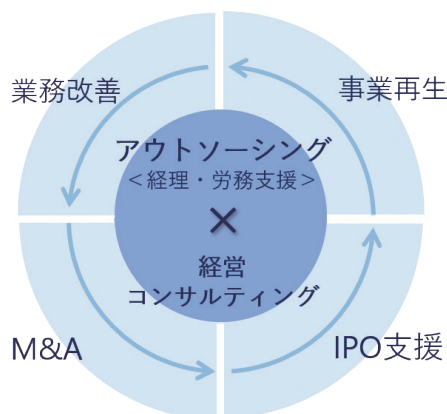 業務改善
事業再生
アウトソーシング
＜経理・労務支援＞
×
経営
コンサルティング
M&A
IPO支援